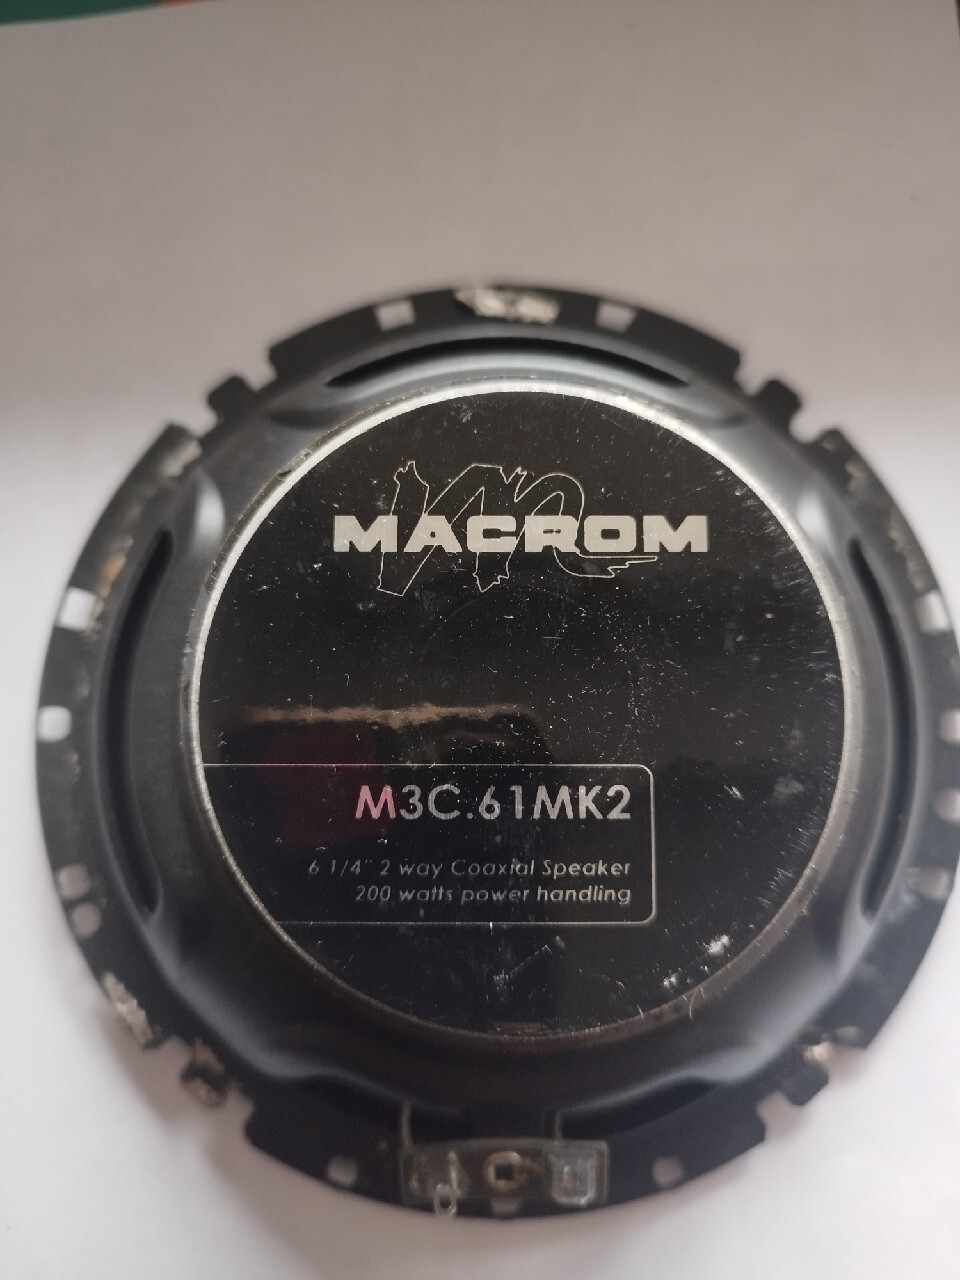 MACROM
M3C.61MK2
6 1/4" 2 way Coaxial Speaker
200 watts power handling